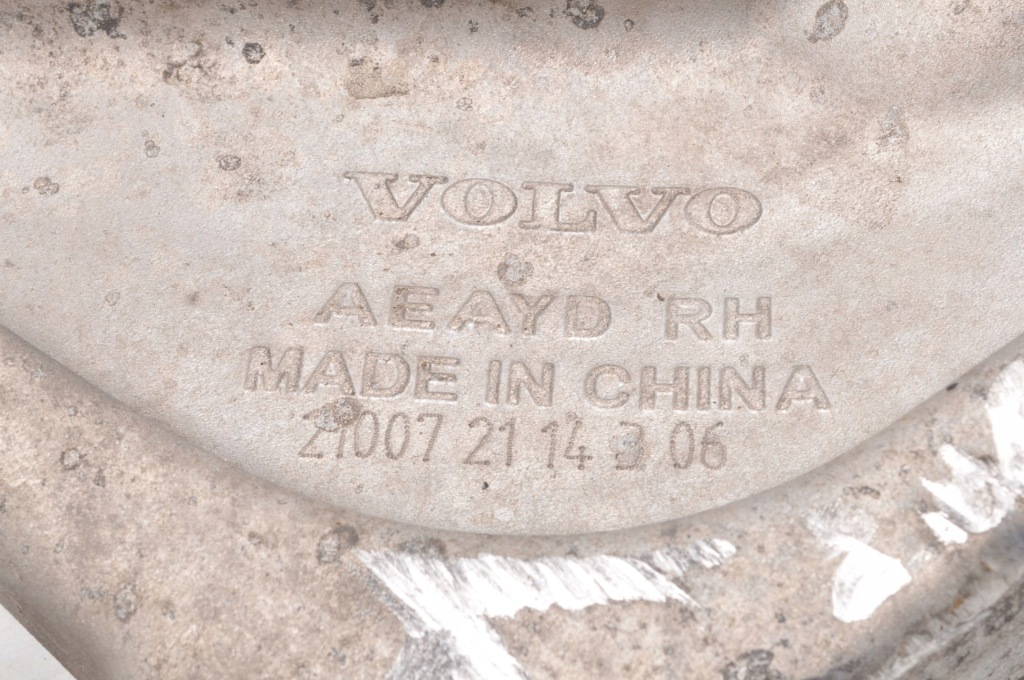 VOLVO
AEAYD RH
MADE IN CHINA
21007 21 14 3 06